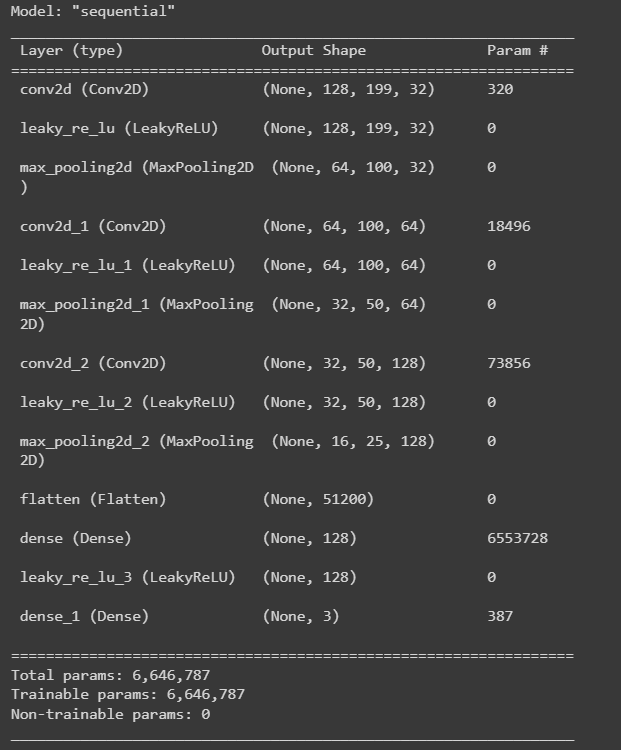 Model: "sequential"
_________________________________________________________________
Layer (type) Output Shape Param #
=================================================================
conv2d (Conv2D) (None, 128, 199, 32) 320
leaky_re_lu (LeakyReLU) (None, 128, 199, 32) 0
max_pooling2d (MaxPooling2D (None, 64, 100, 32) 0
)
conv2d_1 (Conv2D) (None, 64, 100, 64) 18496
leaky_re_lu_1 (LeakyReLU) (None, 64, 100, 64) 0
max_pooling2d_1 (MaxPooling (None, 32, 50, 64) 0
2D)
conv2d_2 (Conv2D) (None, 32, 50, 128) 73856
leaky_re_lu_2 (LeakyReLU) (None, 32, 50, 128) 0
max_pooling2d_2 (MaxPooling (None, 16, 25, 128) 0
2D)
flatten (Flatten) (None, 51200) 0
dense (Dense) (None, 128) 6553728
leaky_re_lu_3 (LeakyReLU) (None, 128) 0
dense_1 (Dense) (None, 3) 387
=================================================================
Total params: 6,646,787
Trainable params: 6,646,787
Non-trainable params: 0
_________________________________________________________________